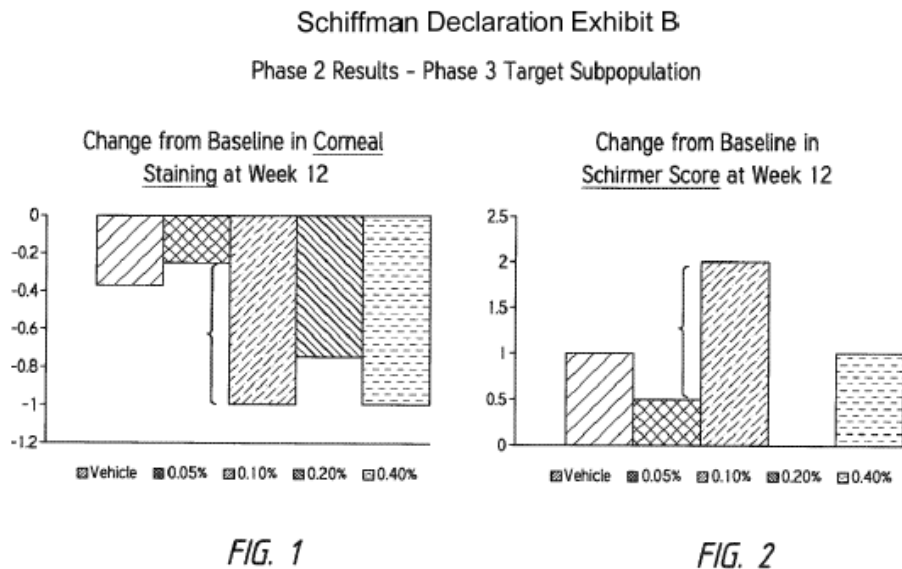 Schiffman Declaration Exhibit B
Phase 2 Results - Phase 3 Target Subpopulation
Change from Baseline in Corneal
Staining at Week 12
0
-0.2
-0.4
-0.6
-0.8
-1
-1.2
Vehicle 0.05% 0.10% 0.20% 0.40%
FIG. 1
Change from Baseline in
Schirmer Score at Week 12
2.5
2
1.5
1
0.5
0
Vehicle 0.05% 0.10% 0.20% 0.40%
FIG. 2